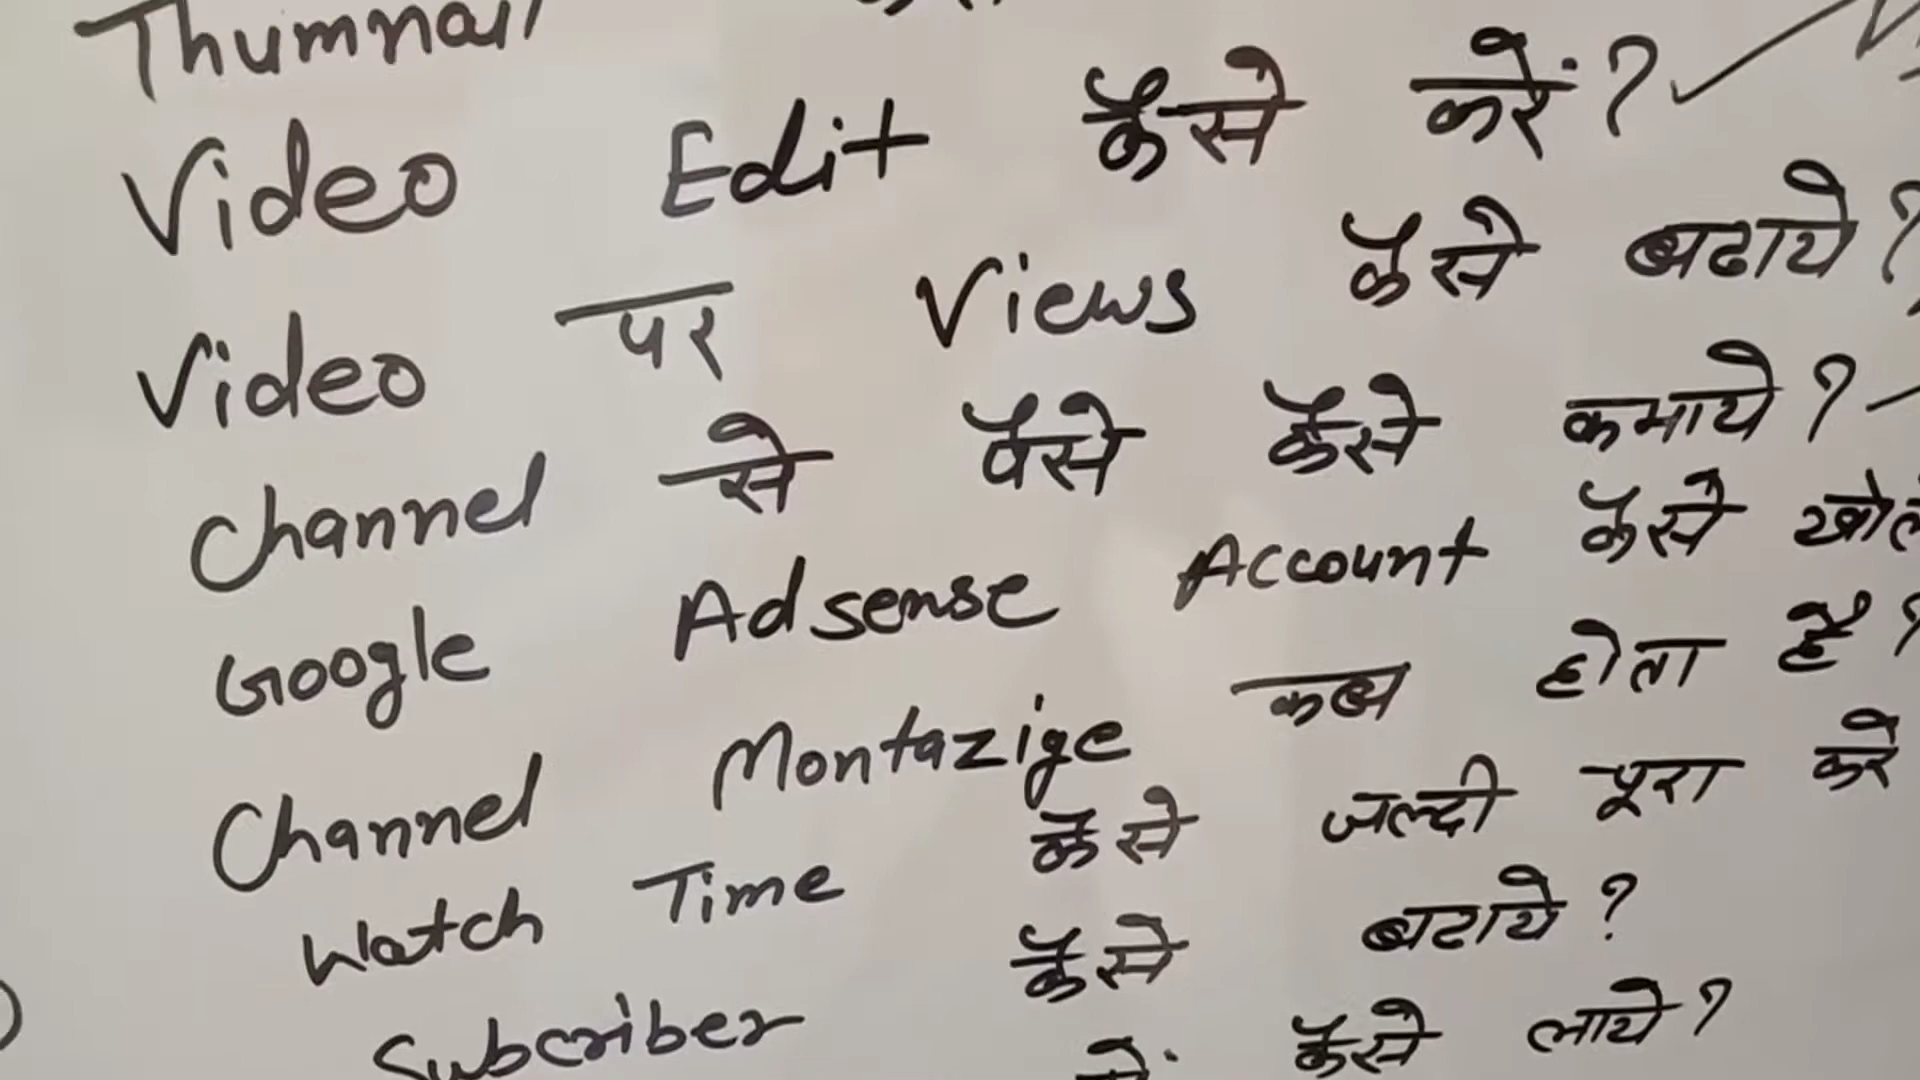 Thumnail
Video Edit कैसे करें?
Video पर Views कैसे बढाये?
Channel से पैसे कैसे कमाये?
Google Adsense Account कैसे
Channel Montazige कब होता है?
Watch Time कैसे जल्दी पूरा करे
Subcriber कैसे बढाये?
कैसे लाये?